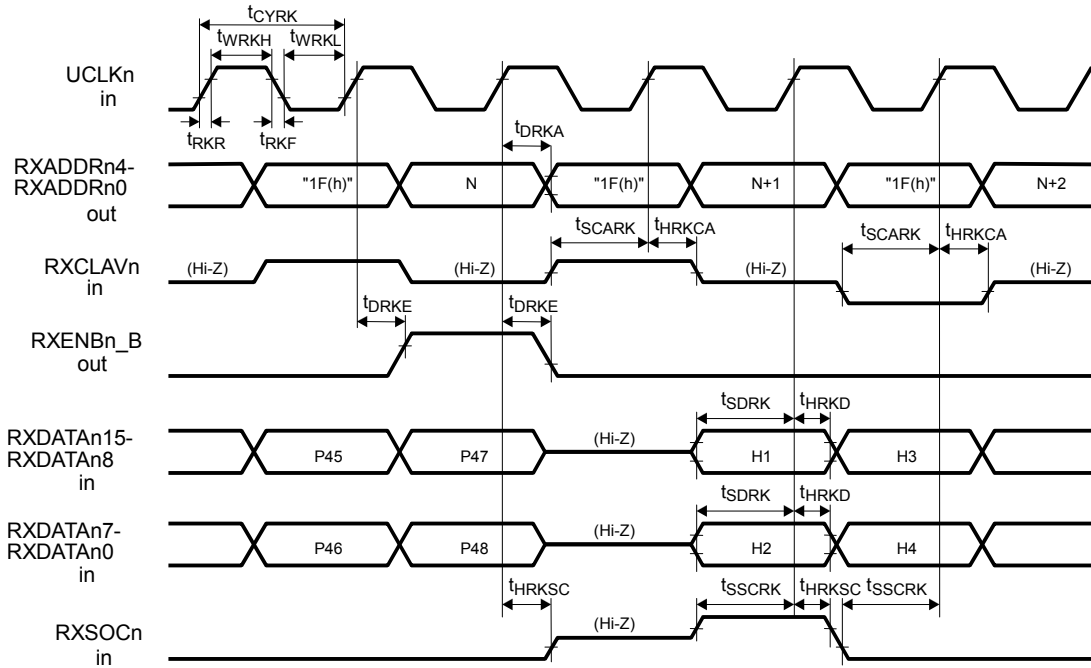 tCYRK
tWRKH tWRKL
UCLKn
in
tRKR tRKF
tDRKA
RXADDRn4-
RXADDRn0
out
"1F(h)" N "1F(h)" N+1 "1F(h)" N+2
tSCARK tHRKCA tSCARK tHRKCA
RXCLAVn
in
(Hi-Z) (Hi-Z) (Hi-Z) (Hi-Z)
tDRKE tDRKE
RXENBn_B
out
tSDRK tHRKD
RXDATAn15-
RXDATAn8
in
P45 P47 (Hi-Z) H1 H3
tSDRK tHRKD
RXDATAn7-
RXDATAn0
in
P46 P48 (Hi-Z) H2 H4
tHRKSC tSSCRK tHRKSC tSSCRK
RXSOCn
in
(Hi-Z)